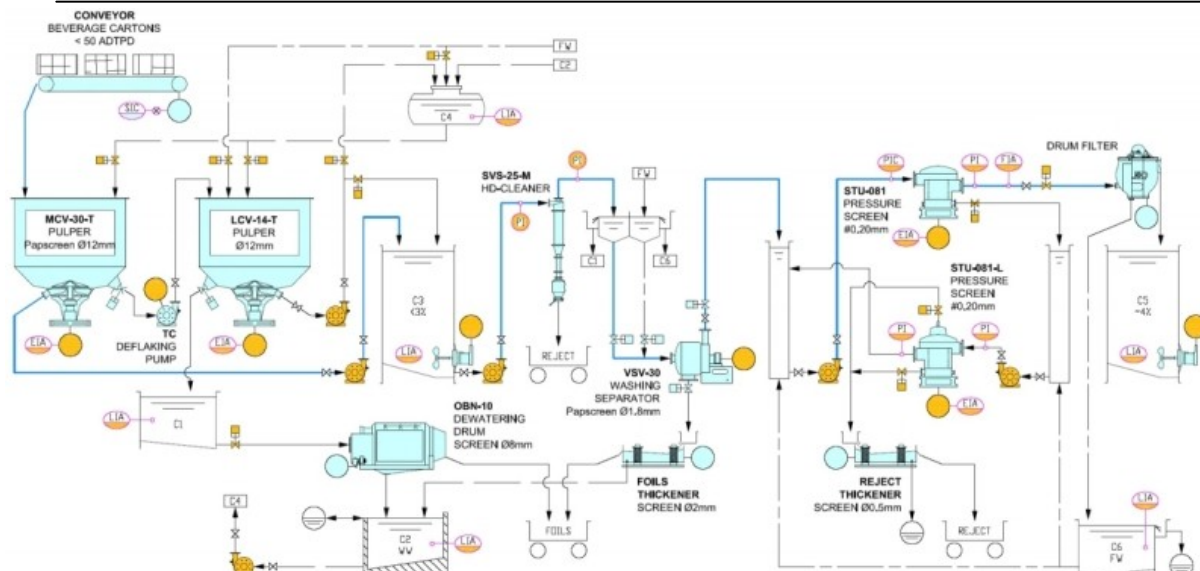 CONVEYOR
BEVERAGE CARTONS
< 50 ADTPD
SIC
FW
C2
C4
LIA
MCV-30-T
PULPER
Papscreen Ø12mm
LCV-14-T
PULPER
Ø12mm
LIA
LIA
TC
DEFLAKING
PUMP
C3
<3%
LIA
SVS-25-M
HD-CLEANER
PI
PI
REJECT
FW
C1
C6
VSV-30
WASHING
SEPARATOR
Papscreen Ø1.8mm
PIC
PI
FIA
STU-081
PRESSURE
SCREEN
#0,20mm
EIA
DRUM FILTER
STU-081-L
PRESSURE
SCREEN
#0,20mm
PI
PI
C5
~4%
LIA
LIA
C1
OBN-10
DEWATERING
DRUM
SCREEN Ø8mm
C4
C2
WW
LIA
FOILS
FOILS
THICKENER
SCREEN Ø2mm
REJECT
THICKENER
SCREEN Ø0.5mm
REJECT
LIA
C6
FW